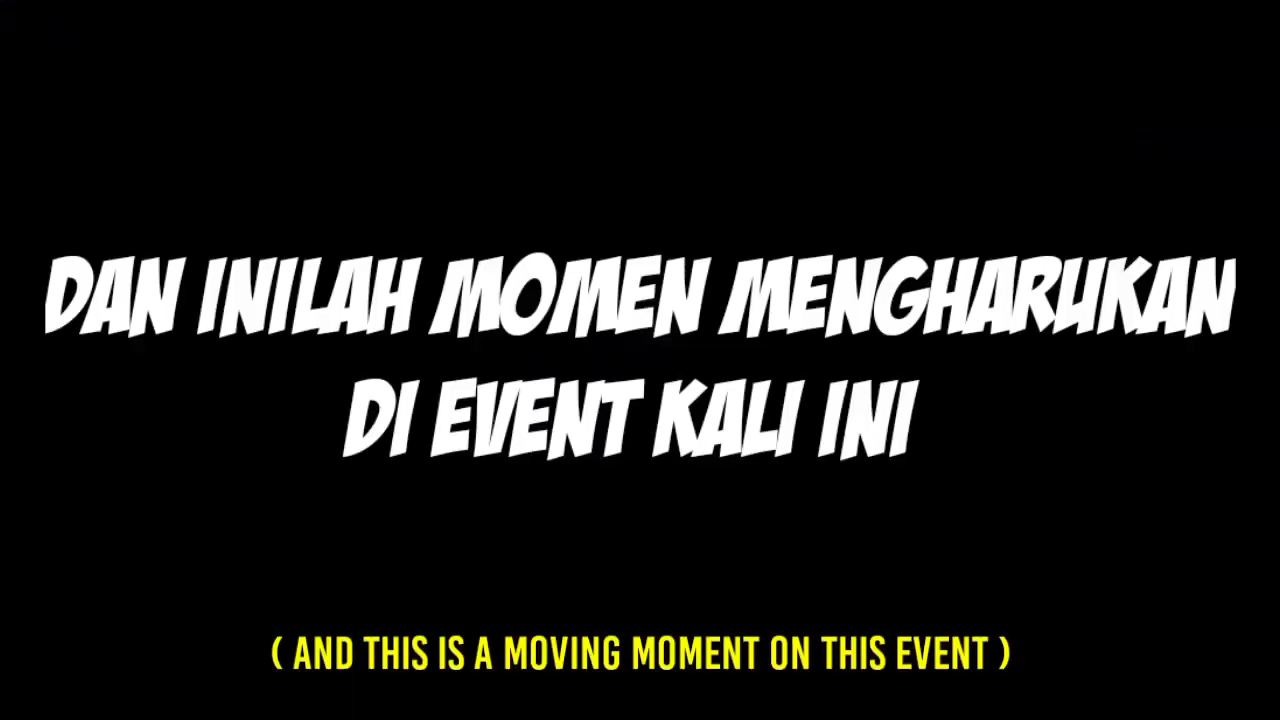 DAN INILAH MOMEN MENGHARUKAN
DI EVENT KALI INI
( AND THIS IS A MOVING MOMENT ON THIS EVENT )